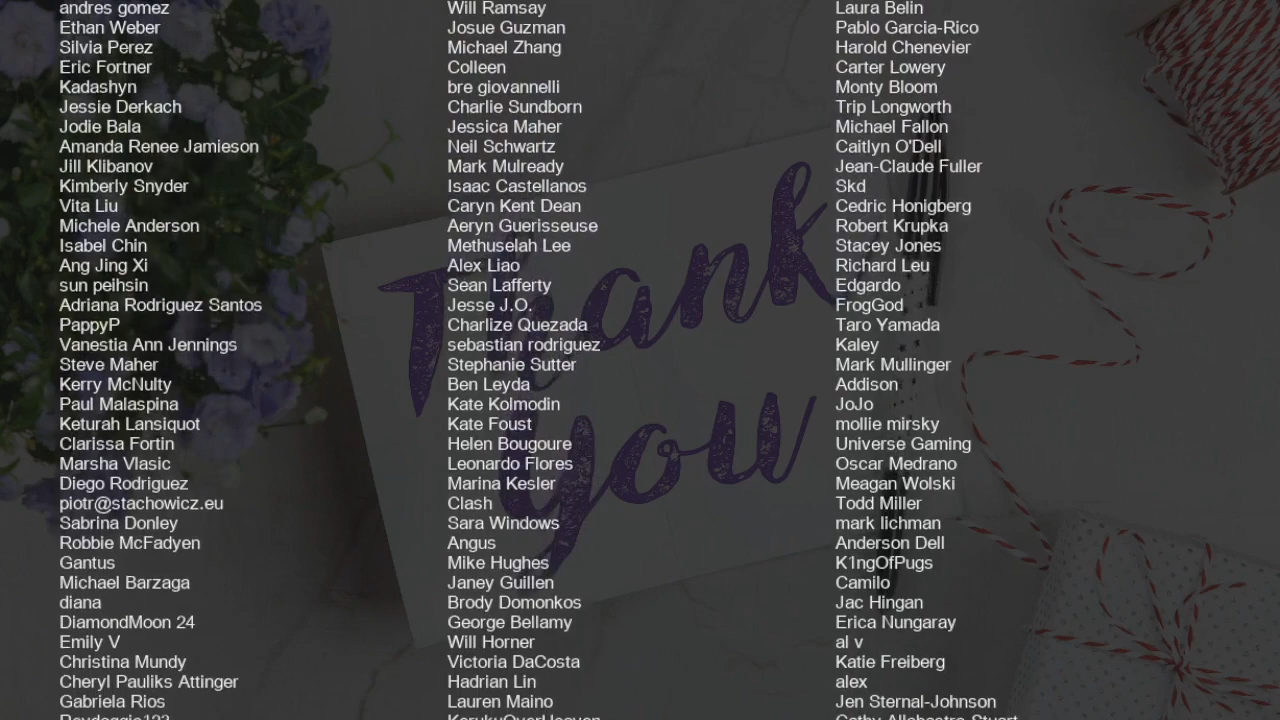 andres gomez
Ethan Weber
Silvia Perez
Eric Fortner
Kadashyn
Jessie Derkach
Jodie Bala
Amanda Renee Jamieson
Jill Klibanov
Kimberly Snyder
Vita Liu
Michele Anderson
Isabel Chin
Ang Jing Xi
sun peihsin
Adriana Rodriguez Santos
PappyP
Vanestia Ann Jennings
Steve Maher
Kerry McNulty
Paul Malaspina
Keturah Lansiquot
Clarissa Fortin
Marsha Vlasic
Diego Rodriguez
piotr@stachowicz.eu
Sabrina Donley
Robbie McFadyen
Gantus
Michael Barzaga
diana
DiamondMoon 24
Emily V
Christina Mundy
Cheryl Pauliks Attinger
Gabriela Rios
Will Ramsay
Josue Guzman
Michael Zhang
Colleen
bre giovannelli
Charlie Sundborn
Jessica Maher
Neil Schwartz
Mark Mulready
Isaac Castellanos
Caryn Kent Dean
Aeryn Guerisseuse
Methuselah Lee
Alex Liao
Sean Lafferty
Jesse J.O.
Charlize Quezada
sebastian rodriguez
Stephanie Sutter
Ben Leyda
Kate Kolmodin
Kate Foust
Helen Bougoure
Leonardo Flores
Marina Kesler
Clash
Sara Windows
Angus
Mike Hughes
Janey Guillen
Brody Domonkos
George Bellamy
Will Horner
Victoria DaCosta
Hadrian Lin
Lauren Maino
Laura Belin
Pablo Garcia-Rico
Harold Chenevier
Carter Lowery
Monty Bloom
Trip Longworth
Michael Fallon
Caitlyn O'Dell
Jean-Claude Fuller
Skd
Cedric Honigberg
Robert Krupka
Stacey Jones
Richard Leu
Edgardo
FrogGod
Taro Yamada
Kaley
Mark Mullinger
Addison
JoJo
mollie mirsky
Universe Gaming
Oscar Medrano
Meagan Wolski
Todd Miller
mark lichman
Anderson Dell
K1ngOfPugs
Camilo
Jac Hingan
Erica Nungaray
al v
Katie Freiberg
alex
Jen Sternal-Johnson
Thank
you